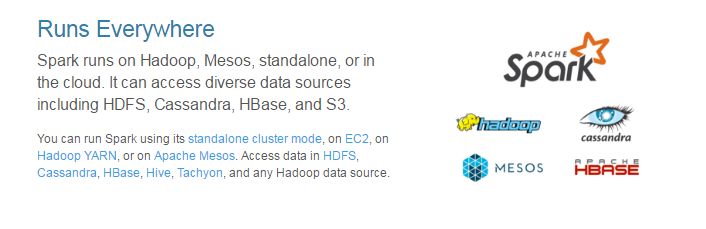 Runs Everywhere
Spark runs on Hadoop, Mesos, standalone, or in
the cloud. It can access diverse data sources
including HDFS, Cassandra, HBase, and S3.
You can run Spark using its standalone cluster mode, on EC2, on
Hadoop YARN, or on Apache Mesos. Access data in HDFS,
Cassandra, HBase, Hive, Tachyon, and any Hadoop data source.
APACHE
Spark
hadoop
cassandra
MESOS
APACHE
HBASE